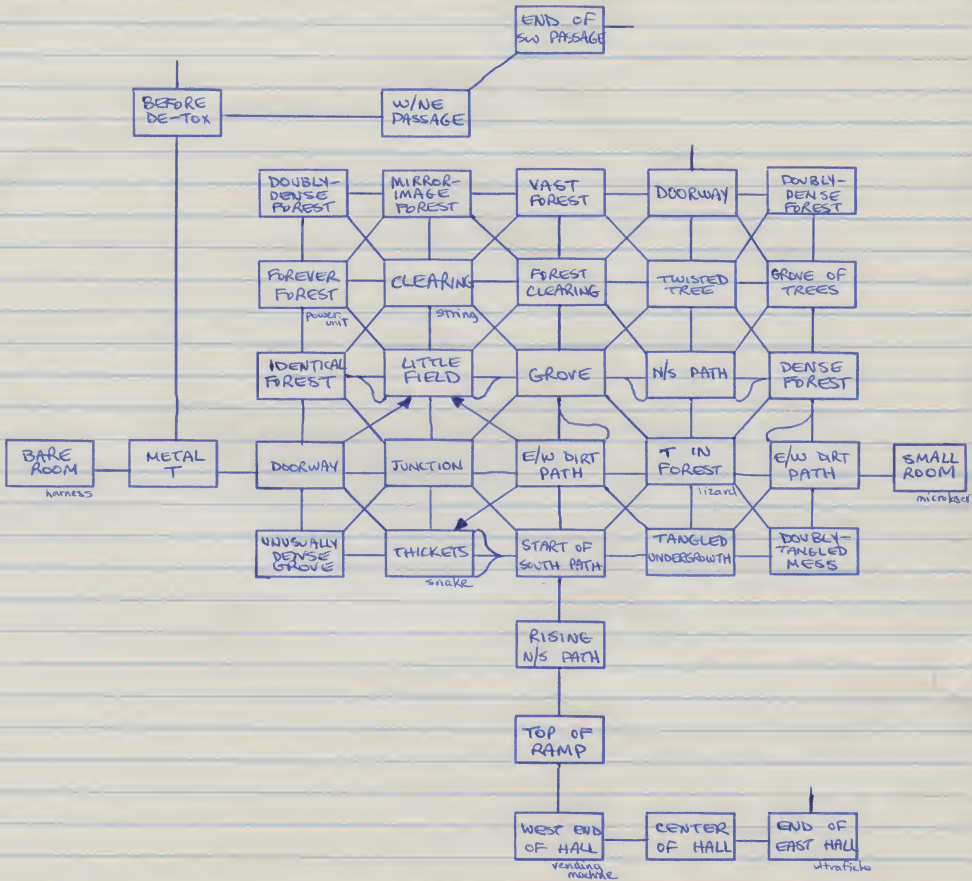 END OF
SW PASSAGE
BEFORE
DE-TOX
W/NE
PASSAGE
DOUBLY-
DENSE
FOREST
MIRROR-
IMAGE
FOREST
VAST
FOREST
DOORWAY
DOUBLY-
DENSE
FOREST
FOREVER
FOREST
power
unit
CLEARING
string
FOREST
CLEARING
TWISTED
TREE
GROVE OF
TREES
IDENTICAL
FOREST
LITTLE
FIELD
GROVE
N/S PATH
DENSE
FOREST
BARE
ROOM
harness
METAL
T
DOORWAY
JUNCTION
E/W DIRT
PATH
T IN
FOREST
lizard
E/W DIRT
PATH
SMALL
ROOM
microlaser
UNUSUALLY
DENSE
GROVE
THICKETS
snake
START OF
SOUTH PATH
TANGLED
UNDERGROWTH
DOUBLY-
TANGLED
MESS
RISING
N/S PATH
TOP OF
RAMP
WEST END
OF HALL
vending
machine
CENTER
OF HALL
END OF
EAST HALL
ultrafiche